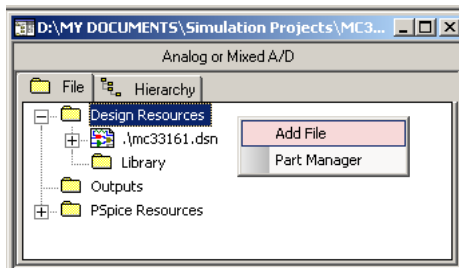 D:\MY DOCUMENTS\Simulation Projects\MC3...
Analog or Mixed A/D
File Hierarchy
Design Resources
.\mc33161.dsn
Library
Outputs
PSpice Resources
Add File
Part Manager